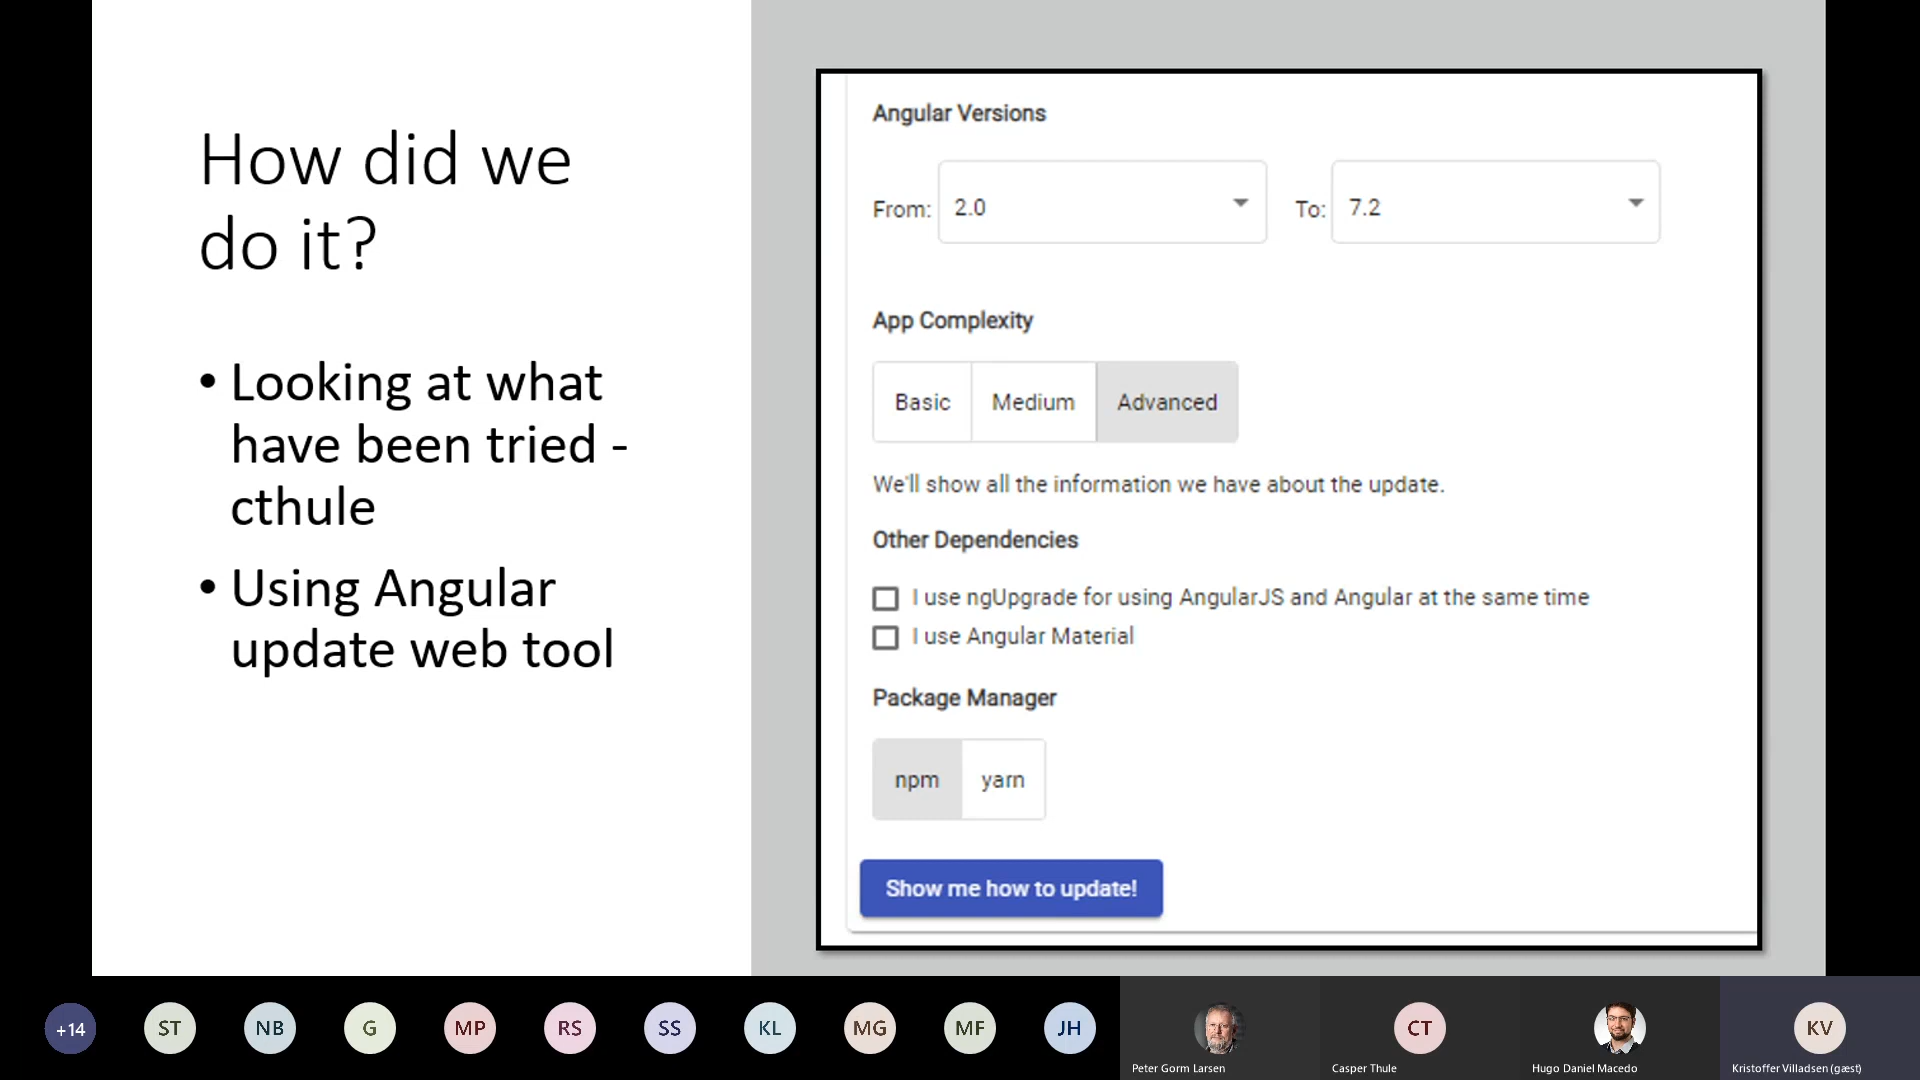 How did we
do it?
• Looking at what
have been tried -
cthule
• Using Angular
update web tool
Angular Versions
From: 2.0 To: 7.2
App Complexity
Basic Medium Advanced
We'll show all the information we have about the update.
Other Dependencies
I use ngUpgrade for using AngularJS and Angular at the same time
I use Angular Material
Package Manager
npm yarn
Show me how to update!
+14 ST NB G MP RS SS KL MG MF JH CT KV
Peter Gorm Larsen Casper Thule Hugo Daniel Macedo Kristoffer Villadsen (gæst)